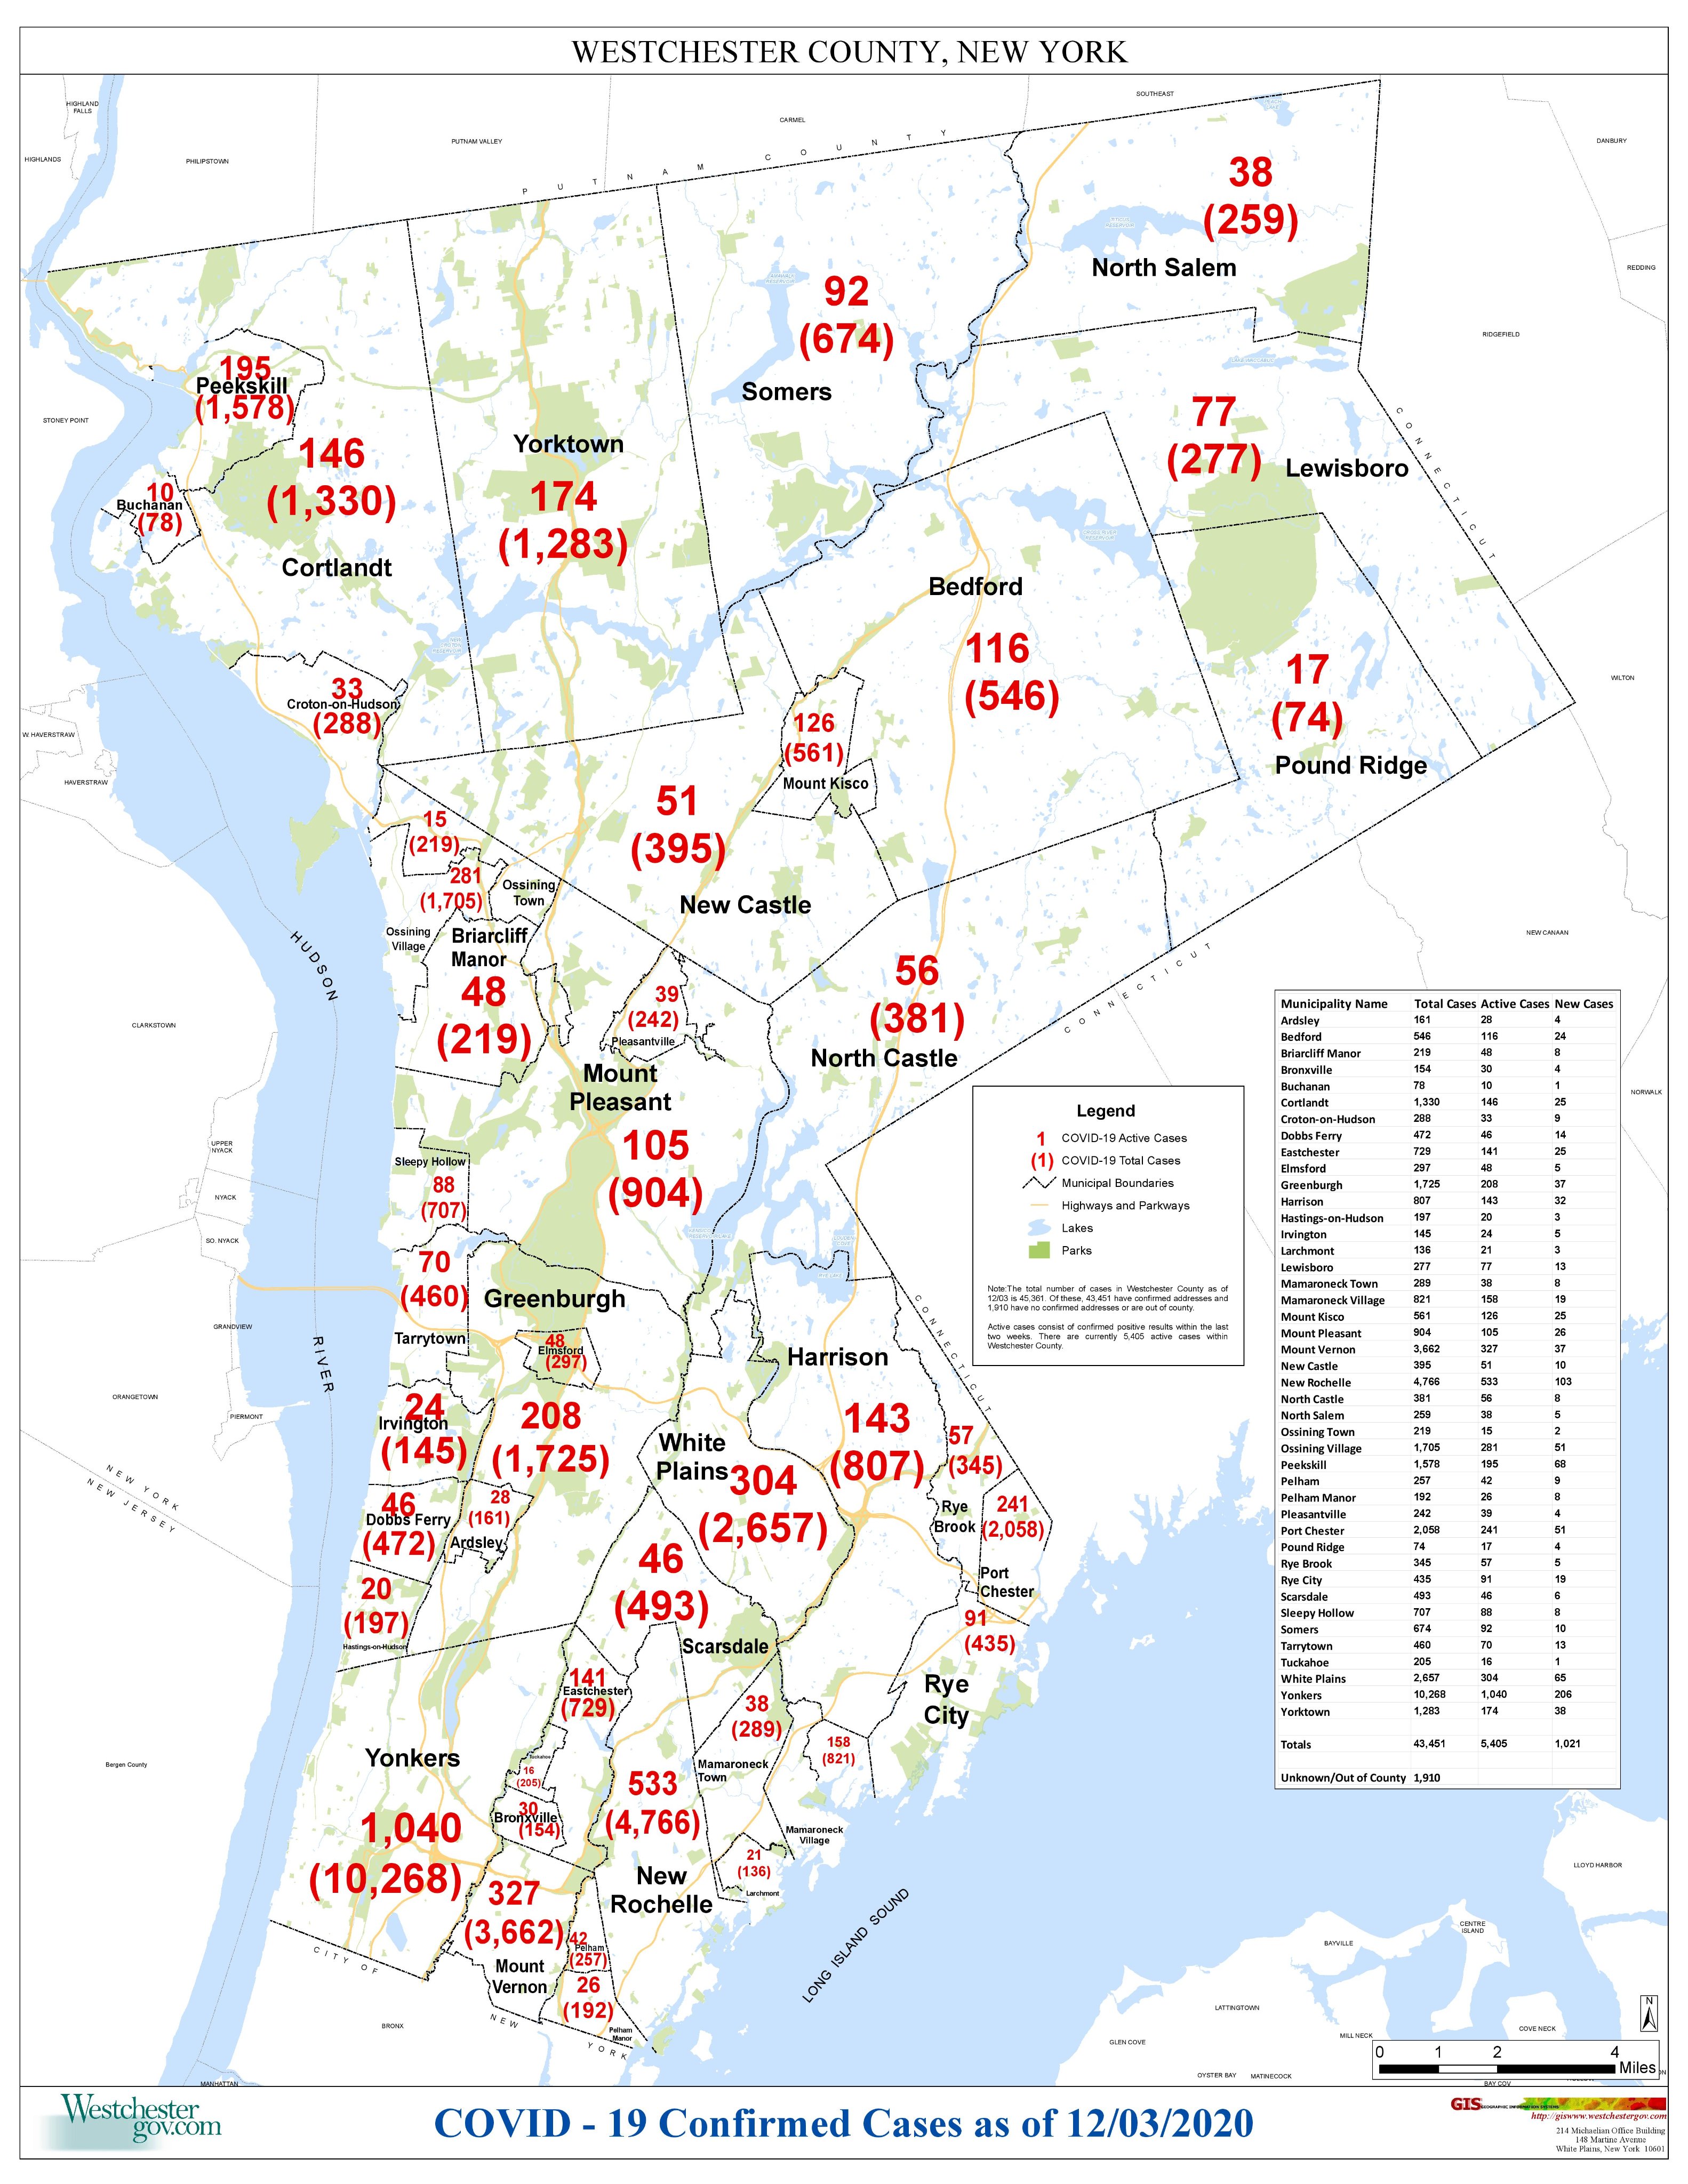 WESTCHESTER COUNTY, NEW YORK
HIGHLAND
FALLS
SOUTHEAST
CARMEL
PUTNAM VALLEY
DANBURY
HIGHLANDS
PHILIPSTOWN
PUTNAM COUNTY
38
(259)
North Salem
REDDING
92
(674)
Somers
RIDGEFIELD
195
Peekskill
(1,578)
STONEY POINT
146
(1,330)
Cortlandt
Yorktown
174
(1,283)
77
(277)
Lewisboro
CONNECTICUT
10
Buchanan
(78)
Bedford
116
(546)
17
(74)
Pound Ridge
WILTON
33
Croton-on-Hudson
(288)
W. HAVERSTRAW
HAVERSTRAW
126
(561)
Mount Kisco
51
(395)
New Castle
15
(219)
281
(1,705)
Ossining
Town
Ossining
Village
Briarcliff
Manor
48
(219)
NEW CANAAN
HUDSON
39
(242)
Pleasantville
56
(381)
North Castle
CONNECTICUT
CLARKSTOWN
Mount
Pleasant
105
(904)
NORWALK
UPPER
NYACK
Sleepy Hollow
88
(707)
NYACK
SO. NYACK
70
(460)
Tarrytown
Greenburgh
GRANDVIEW
RIVER
48
Elmsford
(297)
Harrison
143
(807)
CONNECTICUT
ORANGETOWN
PIERMONT
24
Irvington
(145)
208
(1,725)
White
Plains
304
(2,657)
57
(345)
Rye
Brook
241
(2,058)
Port
Chester
NEW YORK
NEW JERSEY
46
Dobbs Ferry
(472)
28
(161)
Ardsley
46
(493)
Scarsdale
20
(197)
Hastings-on-Hudson
91
(435)
Rye
City
141
Eastchester
(729)
38
(289)
Mamaroneck
Town
158
(821)
Mamaroneck
Village
Bergen County
Yonkers
1,040
(10,268)
Tuckahoe
16
(205)
30
Bronxville
(154)
533
(4,766)
New
Rochelle
21
(136)
Larchmont
327
(3,662)
Mount
Vernon
42
Pelham
(257)
26
(192)
Pelham
Manor
CITY OF
NEW
YORK
BRONX
MANHATTAN
LONG ISLAND SOUND
LLOYD HARBOR
CENTRE
ISLAND
BAYVILLE
LATTINGTOWN
GLEN COVE
MILL NECK
COVE NECK
OYSTER BAY
MATINECOCK
BAY COV
Legend
1 COVID-19 Active Cases
(1) COVID-19 Total Cases
Municipal Boundaries
Highways and Parkways
Lakes
Parks
Note:The total number of cases in Westchester County as of
12/03 is 45,361. Of these, 43,451 have confirmed addresses and
1,910 have no confirmed addresses or are out of county.
Active cases consist of confirmed positive results within the last
two weeks. There are currently 5,405 active cases within
Westchester County.
Municipality Name Total Cases Active Cases New Cases
Ardsley 161 28 4
Bedford 546 116 24
Briarcliff Manor 219 48 8
Bronxville 154 30 4
Buchanan 78 10 1
Cortlandt 1,330 146 25
Croton-on-Hudson 288 33 9
Dobbs Ferry 472 46 14
Eastchester 729 141 25
Elmsford 297 48 5
Greenburgh 1,725 208 37
Harrison 807 143 32
Hastings-on-Hudson 197 20 3
Irvington 145 24 5
Larchmont 136 21 3
Lewisboro 277 77 13
Mamaroneck Town 289 38 8
Mamaroneck Village 821 158 19
Mount Kisco 561 126 25
Mount Pleasant 904 105 26
Mount Vernon 3,662 327 37
New Castle 395 51 10
New Rochelle 4,766 533 103
North Castle 381 56 8
North Salem 259 38 5
Ossining Town 219 15 2
Ossining Village 1,705 281 51
Peekskill 1,578 195 68
Pelham 257 42 9
Pelham Manor 192 26 8
Pleasantville 242 39 4
Port Chester 2,058 241 51
Pound Ridge 74 17 4
Rye Brook 345 57 5
Rye City 435 91 19
Scarsdale 493 46 6
Sleepy Hollow 707 88 8
Somers 674 92 10
Tarrytown 460 70 13
Tuckahoe 205 16 1
White Plains 2,657 304 65
Yonkers 10,268 1,040 206
Yorktown 1,283 174 38
Totals 43,451 5,405 1,021
Unknown/Out of County 1,910
N
0 1 2 4
Miles
Westchester
gov.com
COVID - 19 Confirmed Cases as of 12/03/2020
GIS GEOGRAPHIC INFORMATION SYSTEMS
http://giswww.westchestergov.com
214 Michaelian Office Building
148 Martine Avenue
White Plains, New York 10601